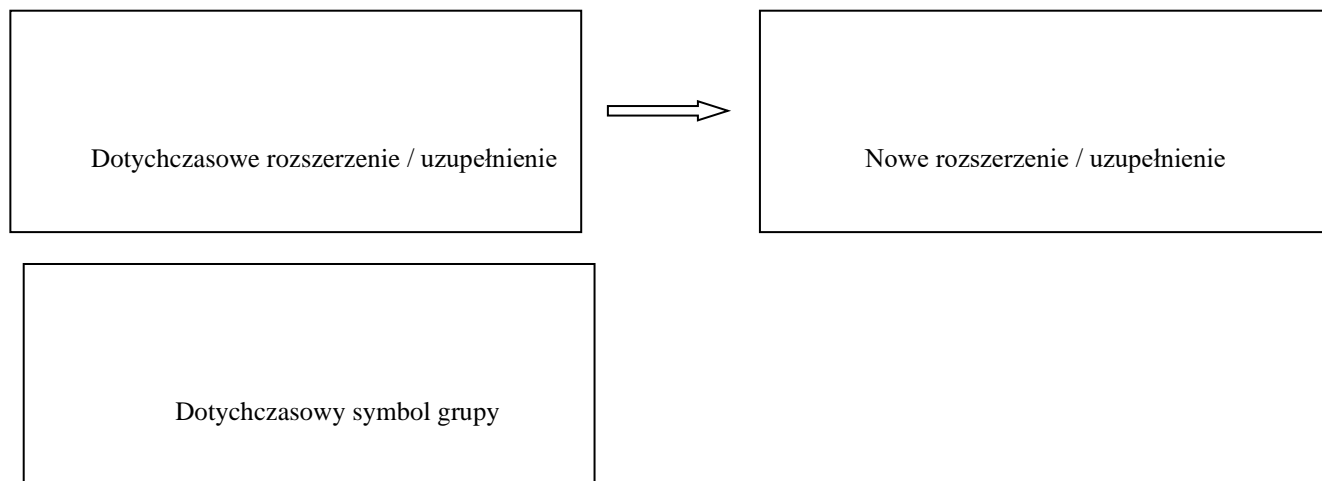 Dotychczasowe rozszerzenie / uzupełnienie
Nowe rozszerzenie / uzupełnienie
Dotychczasowy symbol grupy